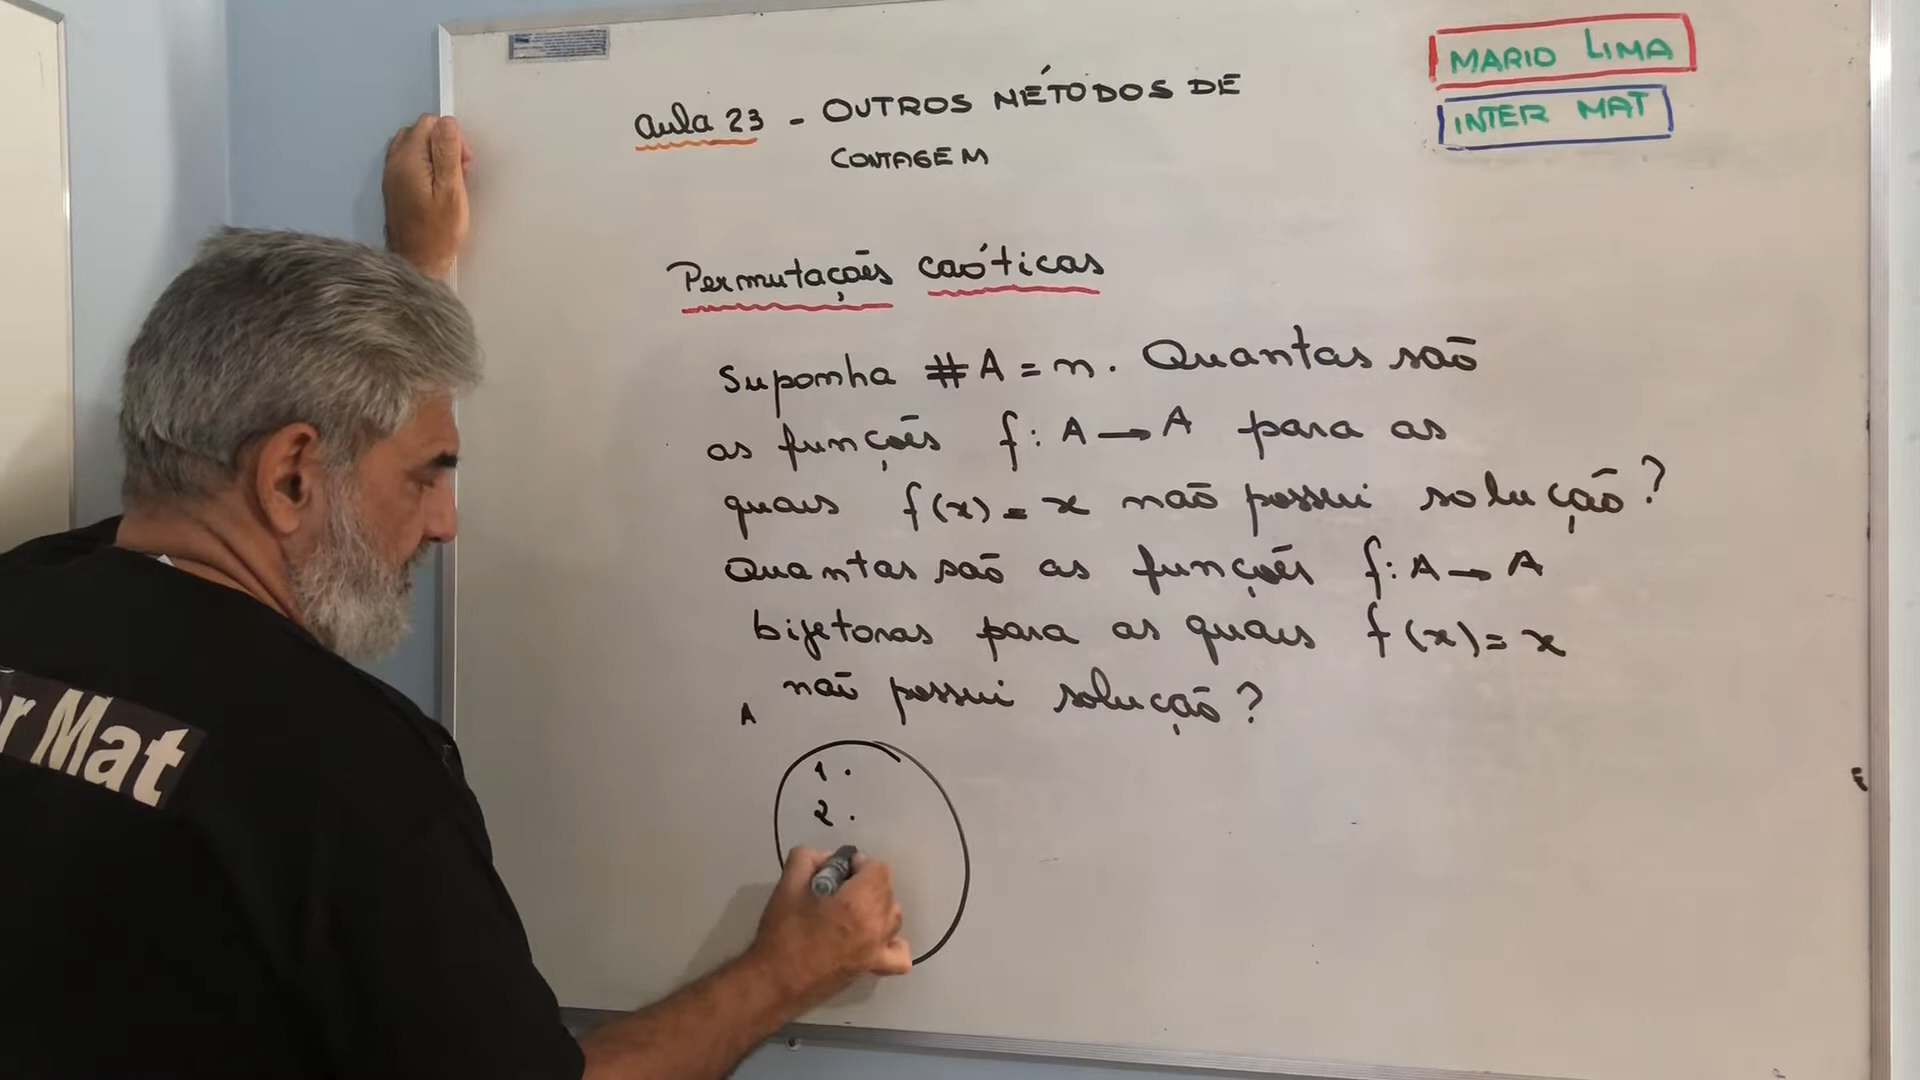 MARIO LIMA
INTER MAT
Aula 23 - OUTROS MÉTODOS DE
CONTAGEM
Permutações caóticas
Suponha #A = n. Quantas são
as funções f: A → A para as
quais f(x) = x não possui solução?
Quantas são as funções f: A → A
bijetoras para as quais f(x) = x
não possui solução?
A
1 .
2 .
r Mat